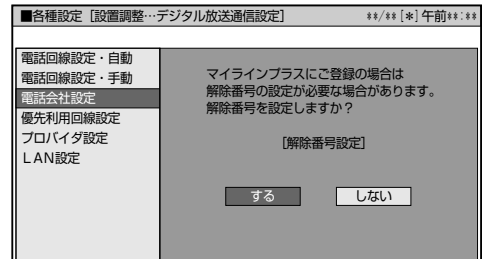 ■各種設定［設置調整…デジタル放送通信設定］ **/**[*]午前**:**
電話回線設定・自動
電話回線設定・手動
電話会社設定
優先利用回線設定
プロバイダ設定
ＬＡＮ設定
マイラインプラスにご登録の場合は
解除番号の設定が必要な場合があります。
解除番号を設定しますか？
［解除番号設定］
する しない